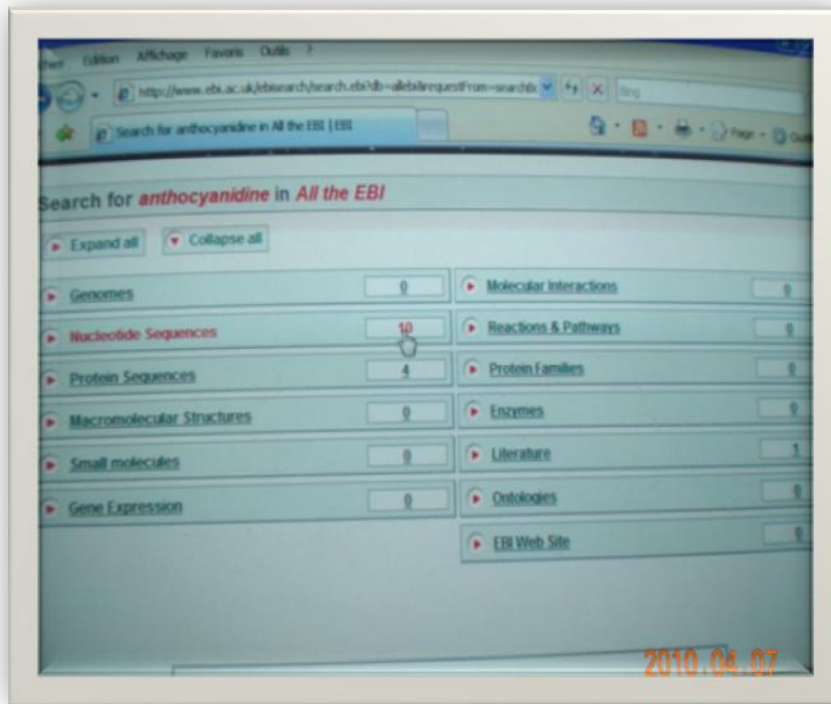 Edition Affichage Favoris Outils ?
http://www.ebi.ac.uk/ebisearch/search.ebi?db=allebi&requestFrom=searchBo Bing
Search for anthocyanidine in All the EBI | EBI Page
Search for anthocyanidine in All the EBI
Expand all Collapse all
Genomes 0
Nucleotide Sequences 10
Protein Sequences 4
Macromolecular Structures 0
Small molecules 0
Gene Expression 0
Molecular Interactions 0
Reactions & Pathways 0
Protein Families 0
Enzymes 0
Literature 1
Ontologies 0
EBI Web Site 0
2010.04.07